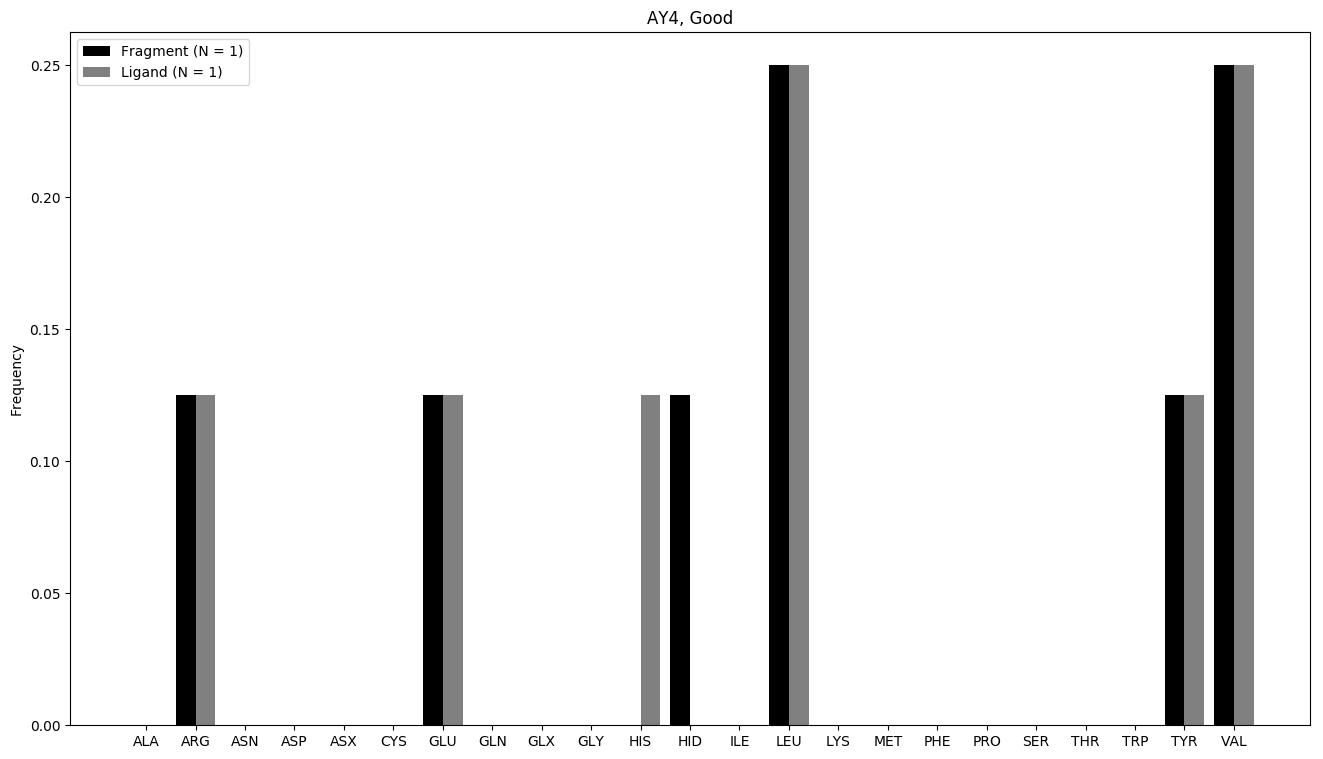 AY4, Good
Fragment (N = 1)
Ligand (N = 1)
Frequency
0.25
0.20
0.15
0.10
0.05
0.00
ALA ARG ASN ASP ASX CYS GLU GLN GLX GLY HIS HID ILE LEU LYS MET PHE PRO SER THR TRP TYR VAL